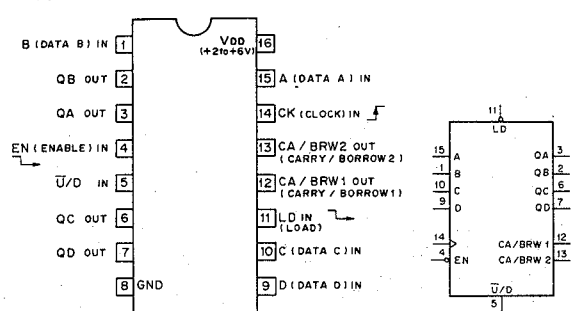 B (DATA B) IN 1
QB OUT 2
QA OUT 3
EN (ENABLE) IN 4
U̅/D IN 5
QC OUT 6
QD OUT 7
8 GND
VDD 16
(+2 to +6V)
15 A (DATA A) IN
14 CK (CLOCK) IN
13 CA / BRW2 OUT
(CARRY / BORROW 2)
12 CA / BRW1 OUT
(CARRY / BORROW 1)
11 LD IN
(LOAD)
10 C (DATA C) IN
9 D (DATA D) IN
11
LD
15 A QA 3
1 B QB 2
10 C QC 6
9 D QD 7
14 CA/BRW 1 12
4 EN CA/BRW 2 13
U̅/D
5